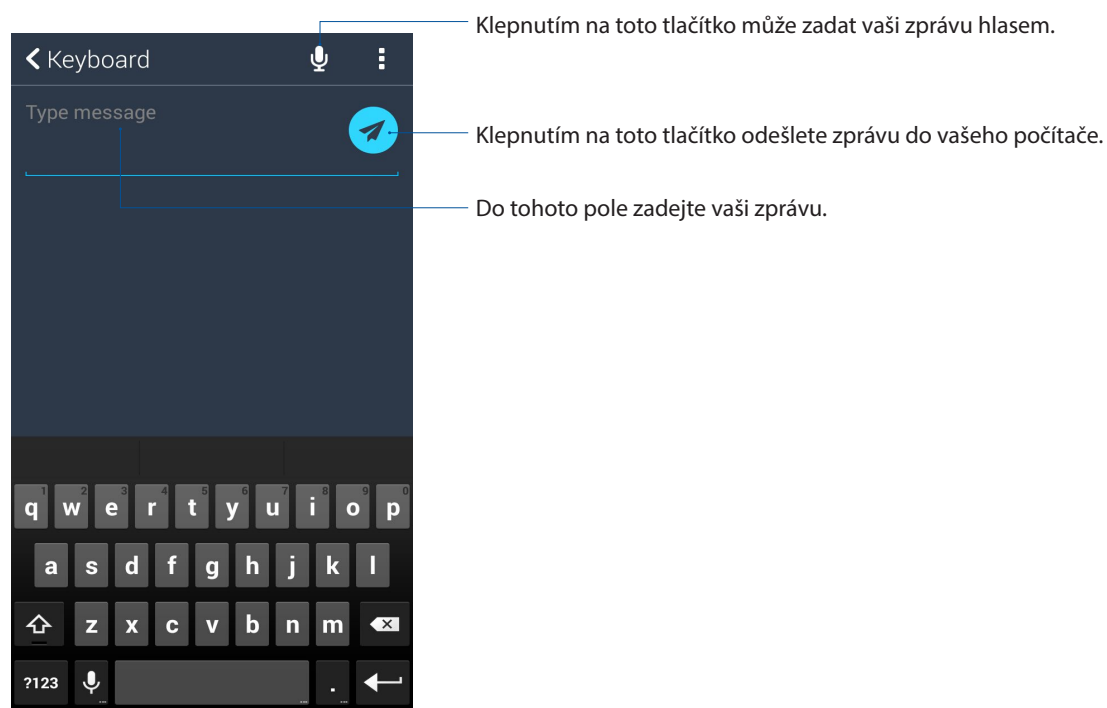 Klepnutím na toto tlačítko může zadat vaši zprávu hlasem.
Keyboard
Type message
Klepnutím na toto tlačítko odešlete zprávu do vašeho počítače.
Do tohoto pole zadejte vaši zprávu.
1 2 3 4 5 6 7 8 9 0
q w e r t y u i o p
a s d f g h j k l
z x c v b n m
?123 ... . ...